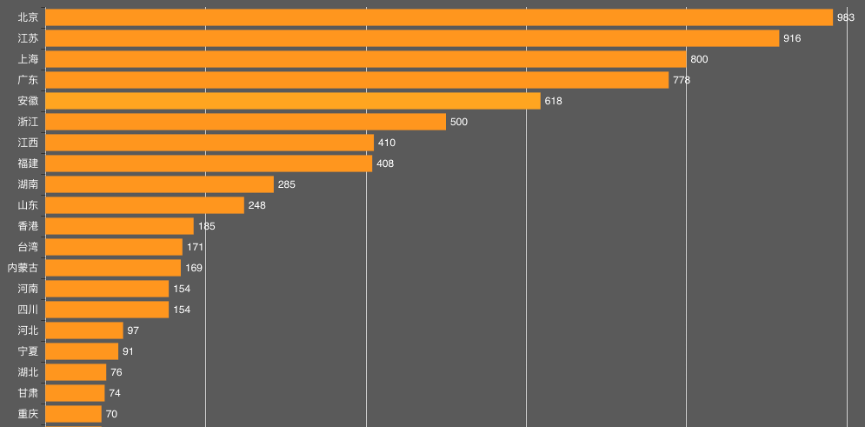 北京 983
江苏 916
上海 800
广东 778
安徽 618
浙江 500
江西 410
福建 408
湖南 285
山东 248
香港 185
台湾 171
内蒙古 169
河南 154
四川 154
河北 97
宁夏 91
湖北 76
甘肃 74
重庆 70